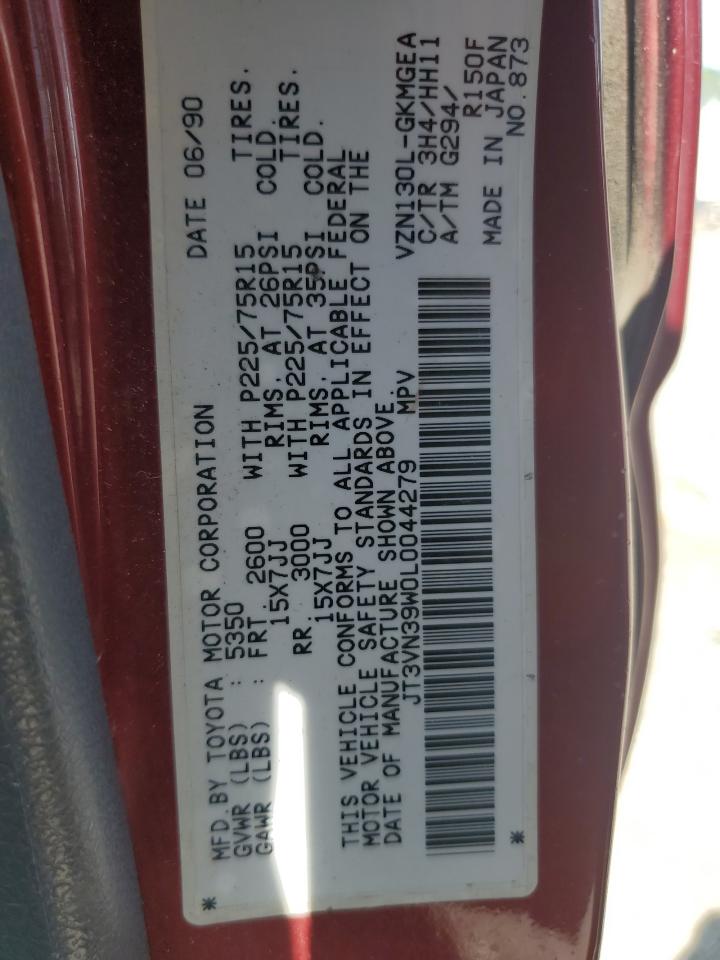 MFD. BY TOYOTA MOTOR CORPORATION DATE 06/90
GVWR (LBS) : 5350
GAWR (LBS) : FRT. 2600 WITH P225/75R15 TIRES.
15X7JJ RIMS. AT 26PSI COLD.
RR. 3000 WITH P225/75R15 TIRES.
15X7JJ RIMS. AT 35PSI COLD.
THIS VEHICLE CONFORMS TO ALL APPLICABLE FEDERAL
MOTOR VEHICLE SAFETY STANDARDS IN EFFECT ON THE
DATE OF MANUFACTURE SHOWN ABOVE.
JT3VN39W0L0044279 MPV
VZN130L-GKMGEA
C/TR 3H4/HH11
A/TM G294/
R150F
MADE IN JAPAN
NO. 873
* *